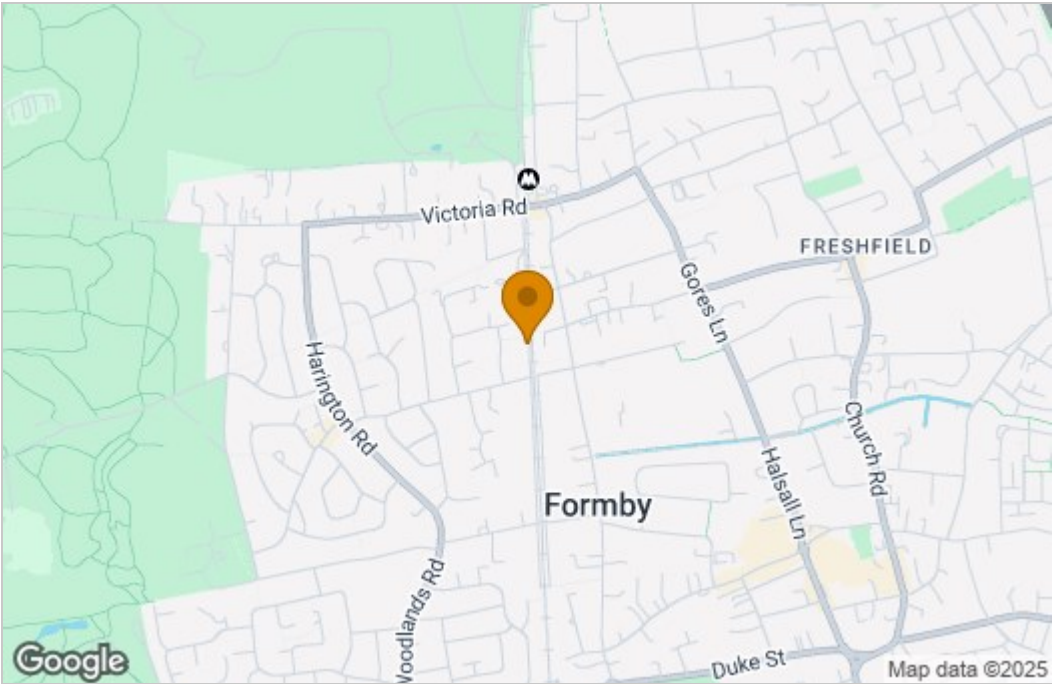 M
Victoria Rd
FRESHFIELD
Gores Ln
Harington Rd
Church Rd
Halsall Ln
Formby
Woodlands Rd
Duke St
Google
Map data ©2025